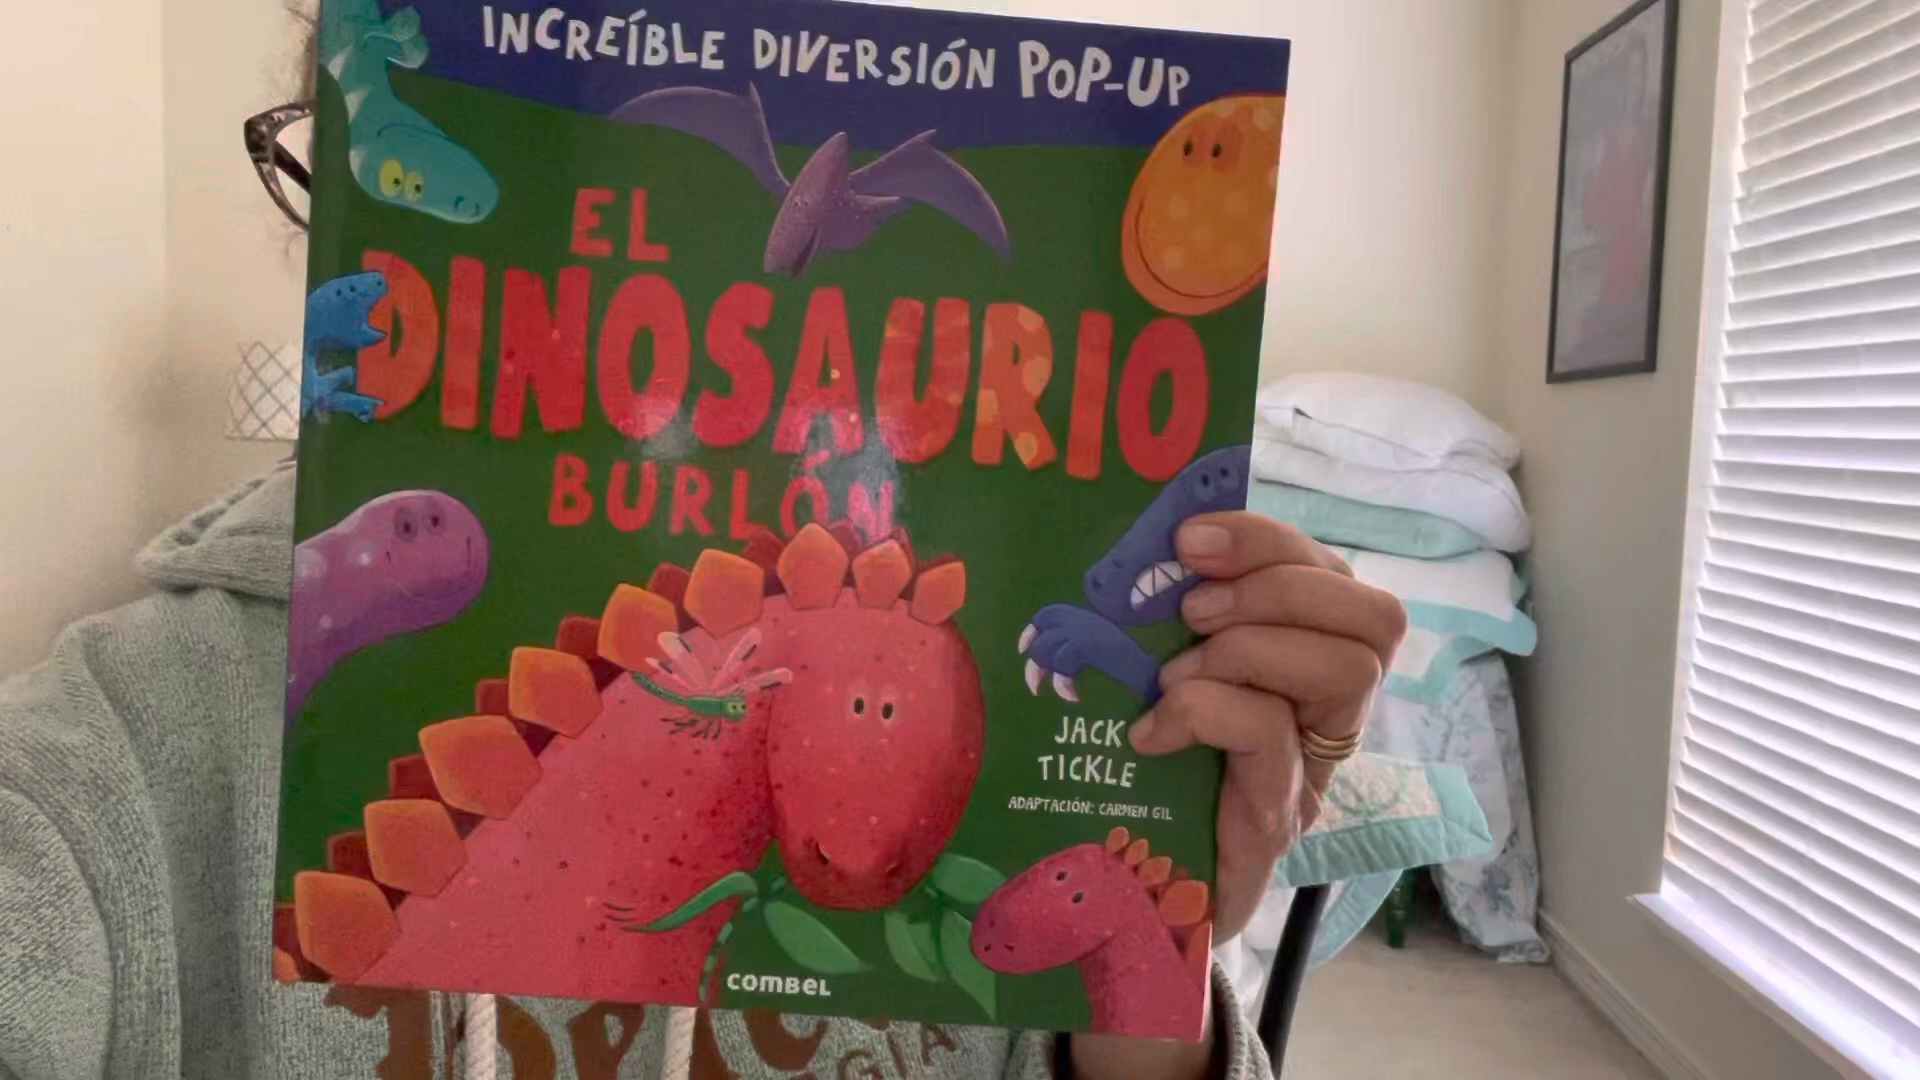 INCREÍBLE DIVERSIÓN POP-UP
EL
DINOSAURIO
BURLÓN
JACK
TICKLE
ADAPTACIÓN: CARMEN GIL
COMBEL